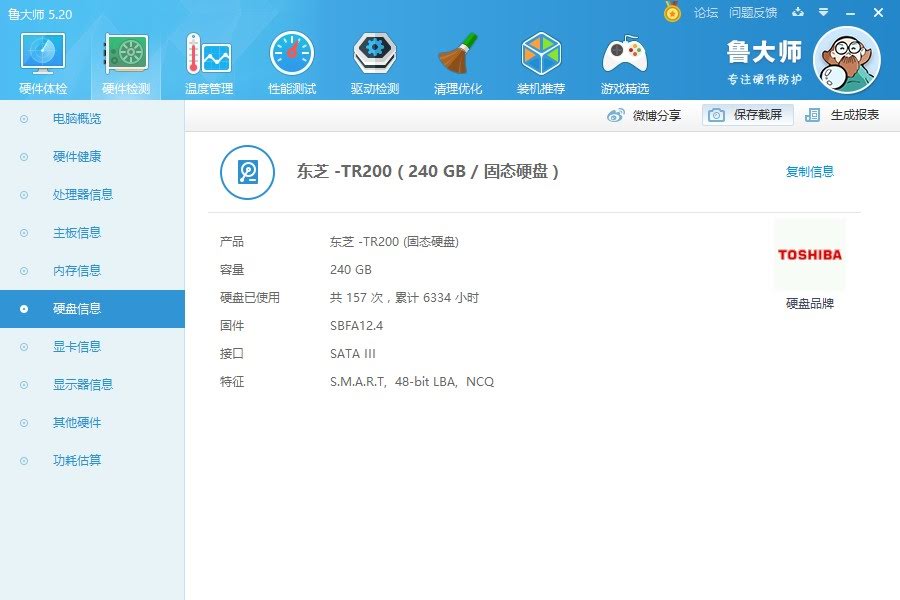 鲁大师 5.20
论坛 问题反馈
硬件体检 硬件检测 温度管理 性能测试 驱动检测 清理优化 装机推荐 游戏精选
鲁大师
专注硬件防护
微博分享 保存截屏 生成报表
电脑概览
硬件健康
处理器信息
主板信息
内存信息
硬盘信息
显卡信息
显示器信息
其他硬件
功耗估算
东芝 -TR200 ( 240 GB / 固态硬盘 )
复制信息
产品 东芝 -TR200 (固态硬盘)
容量 240 GB
硬盘已使用 共 157 次，累计 6334 小时
固件 SBFA12.4
接口 SATA III
特征 S.M.A.R.T, 48-bit LBA, NCQ
TOSHIBA
硬盘品牌